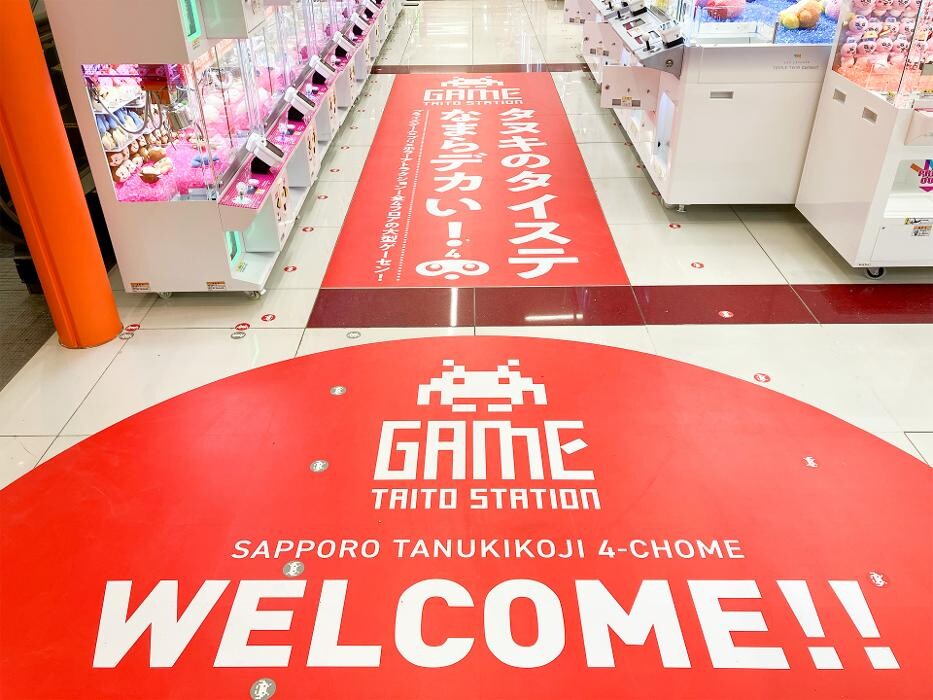 GAME
TAITO STATION
タヌキのタイステ
なまらデカい!
4
GAME
TAITO STATION
SAPPORO TANUKIKOJI 4-CHOME
WELCOME!!